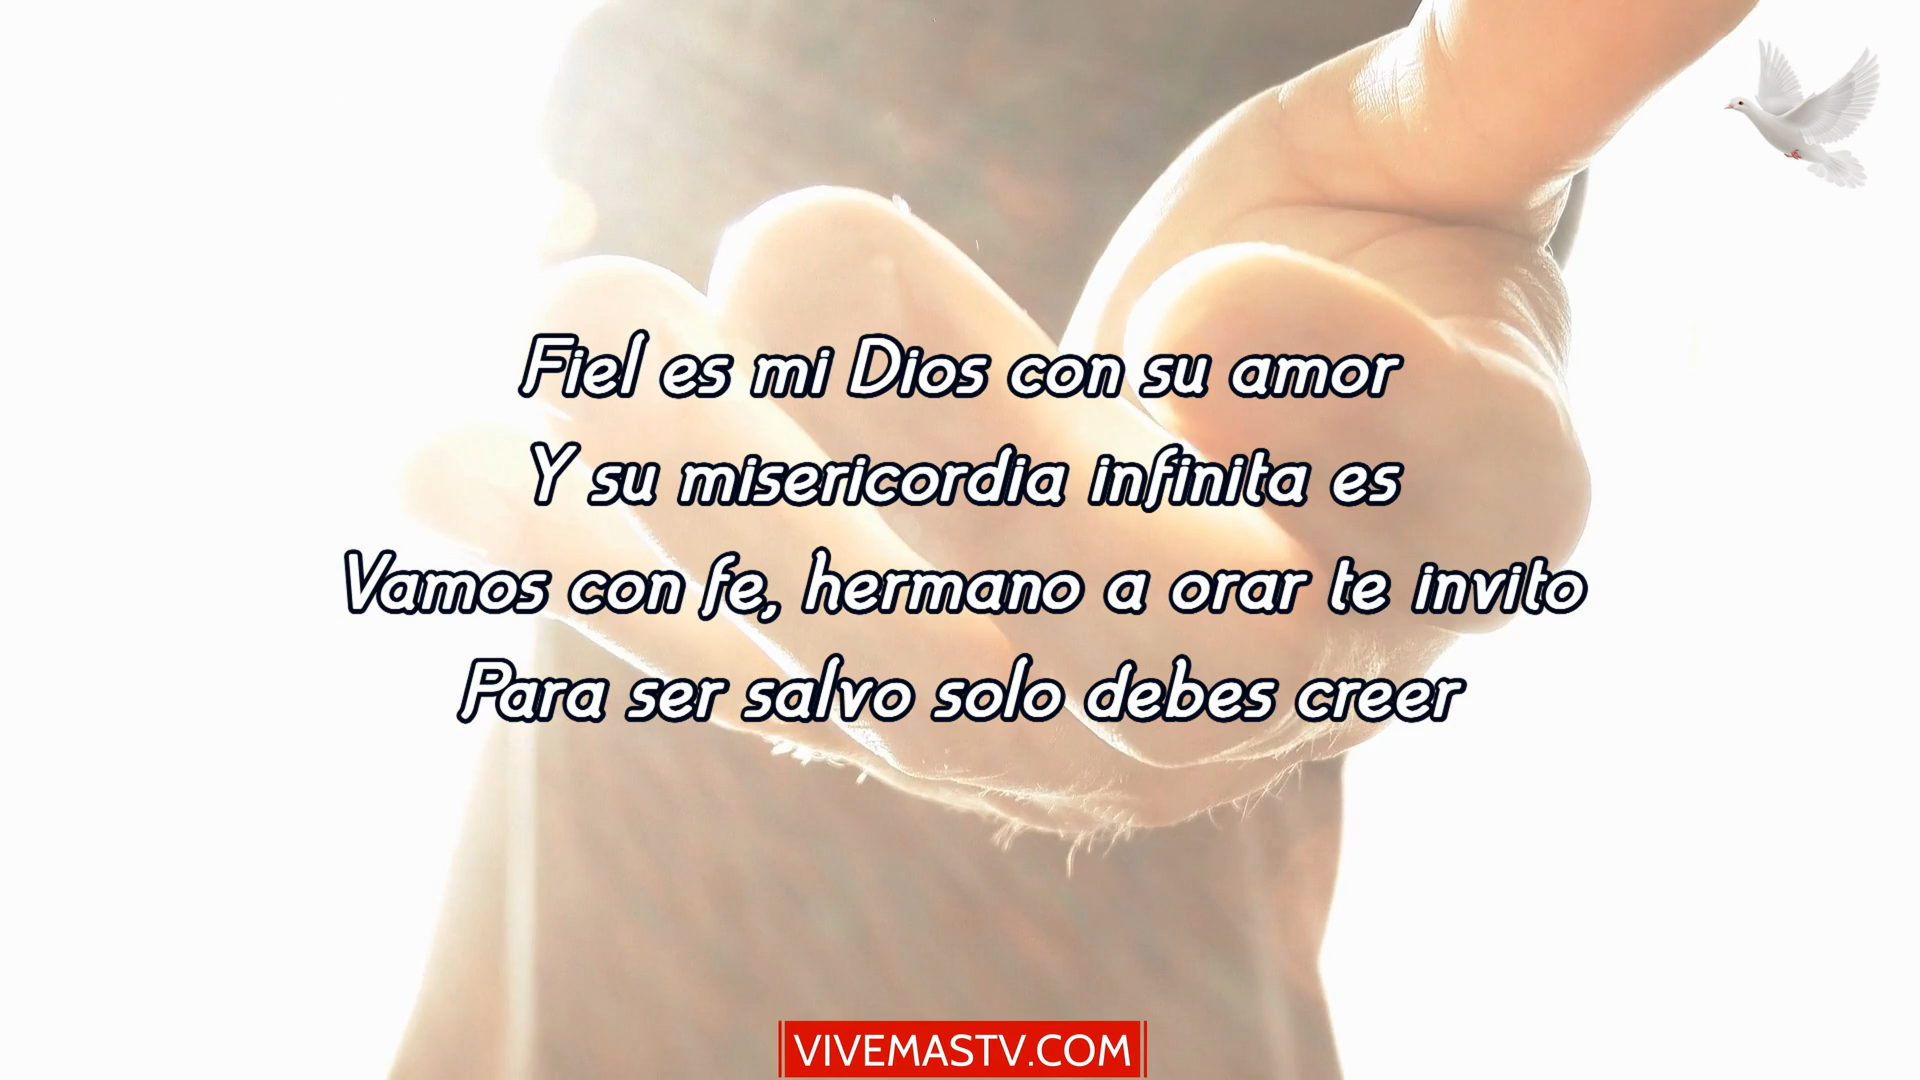 Fiel es mi Dios con su amor
Y su misericordia infinita es
Vamos con fe, hermano a orar te invito
Para ser salvo solo debes creer
VIVEMASTV.COM